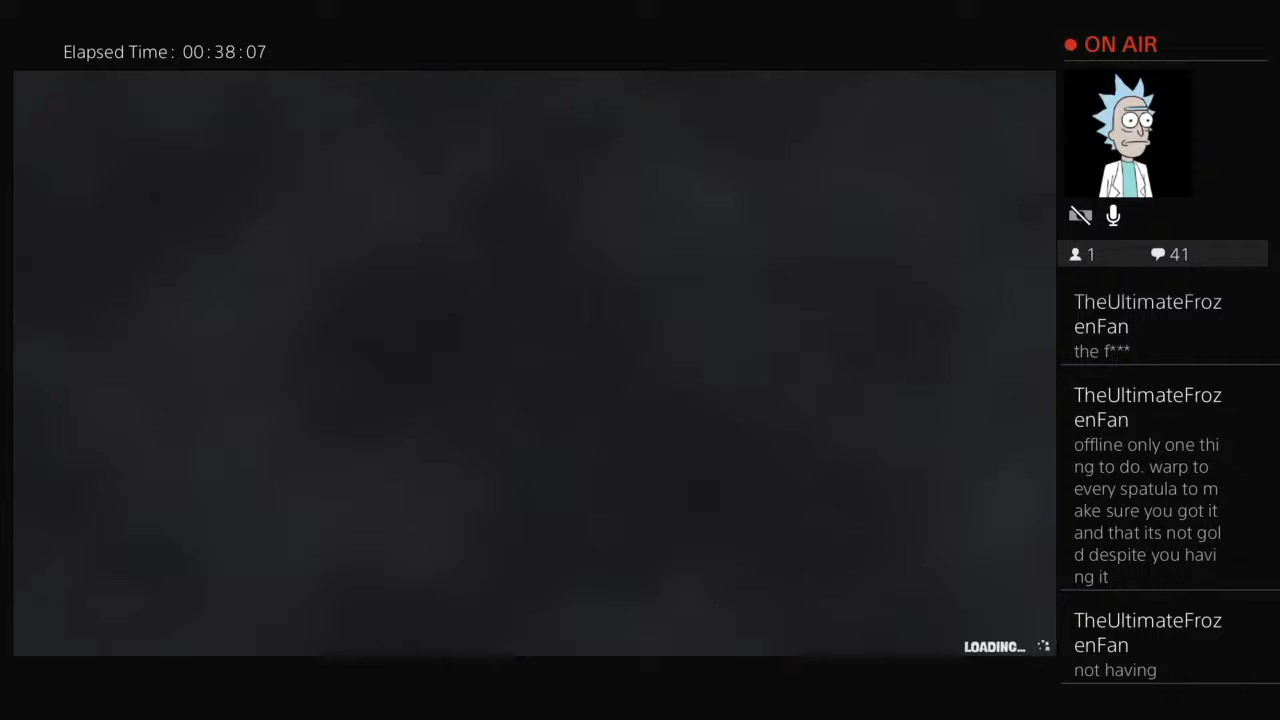 Elapsed Time: 00:38:07
ON AIR
1 41
TheUltimateFroz
enFan
the f***
TheUltimateFroz
enFan
offline only one thi
ng to do. warp to
every spatula to m
ake sure you got it
and that its not gol
d despite you havi
ng it
TheUltimateFroz
enFan
not having
LOADING...